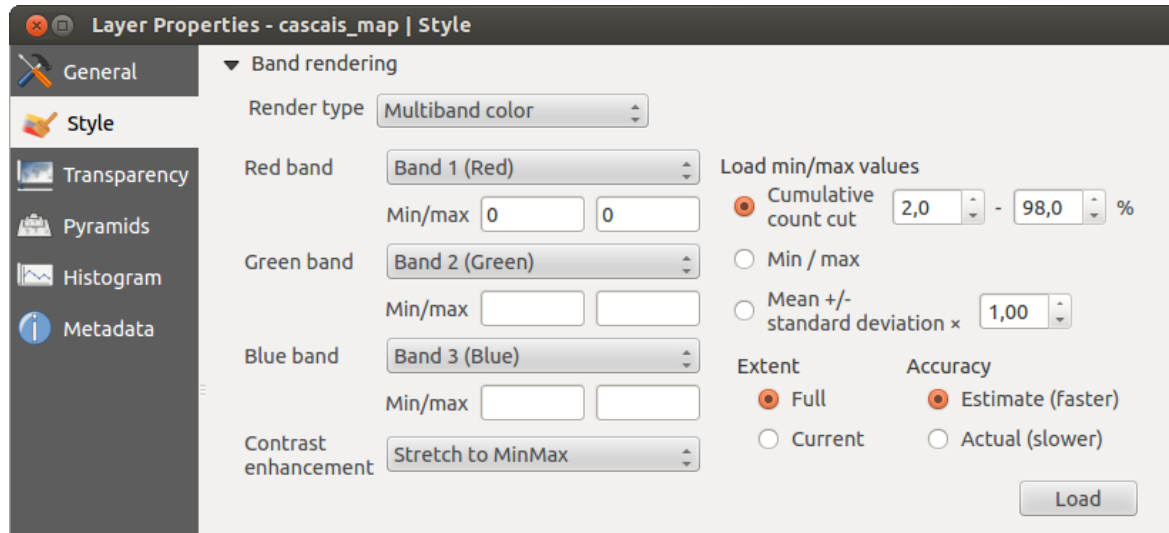 Layer Properties - cascais_map | Style
General
Style
Transparency
Pyramids
Histogram
Metadata
Band rendering
Render type Multiband color
Red band Band 1 (Red)
Min/max 0 0
Green band Band 2 (Green)
Min/max
Blue band Band 3 (Blue)
Min/max
Contrast
enhancement Stretch to MinMax
Load min/max values
Cumulative
count cut 2,0 - 98,0 %
Min / max
Mean +/-
standard deviation × 1,00
Extent Accuracy
Full Estimate (faster)
Current Actual (slower)
Load